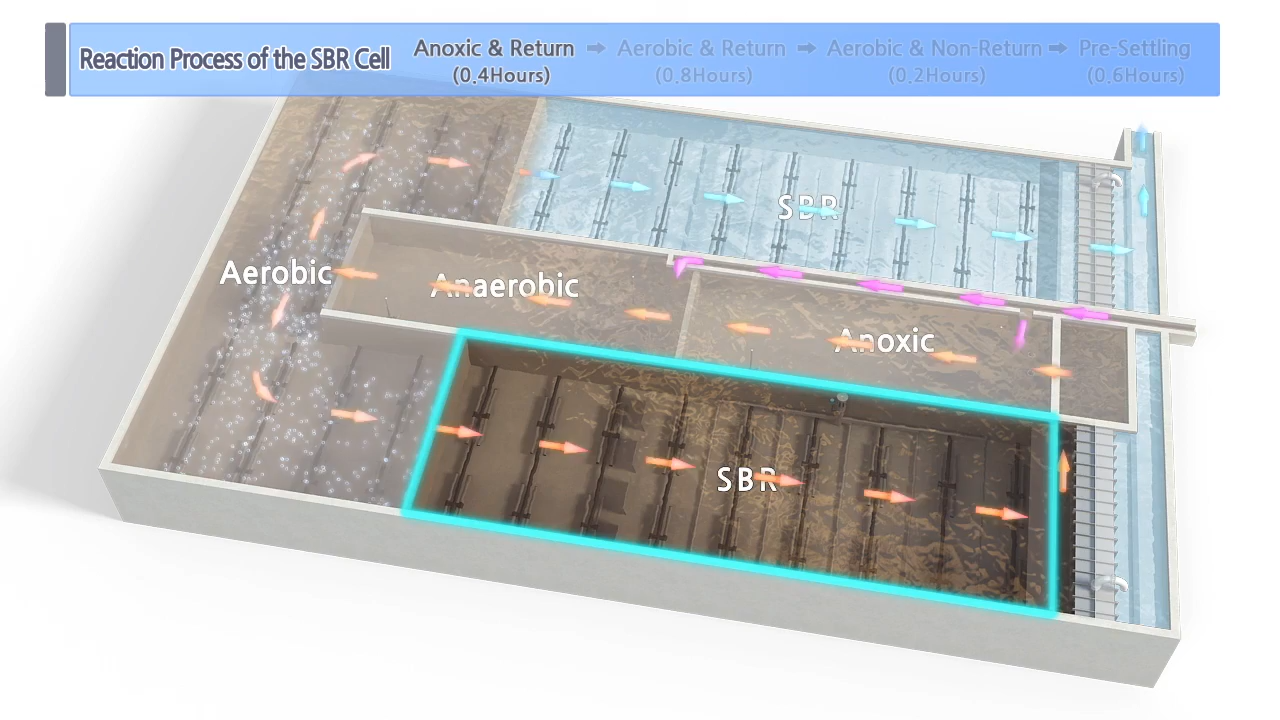 Reaction Process of the SBR Cell
Anoxic & Return → Aerobic & Return → Aerobic & Non-Return → Pre-Settling
(0.4Hours) (0.8Hours) (0.2Hours) (0.6Hours)
SBR
Aerobic
Anaerobic
Anoxic
SBR